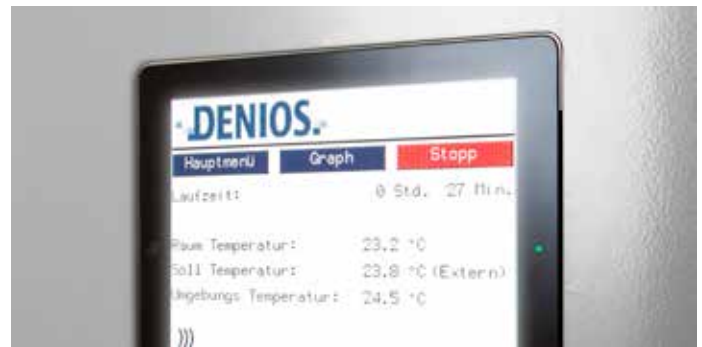 DENIOS.
Hauptmenü Graph Stopp
Laufzeit: 0 Std. 27 Min.
Raum Temperatur: 23.2 °C
Soll Temperatur: 23.8 °C (Extern)
Umgebungs Temperatur: 24.5 °C
)))